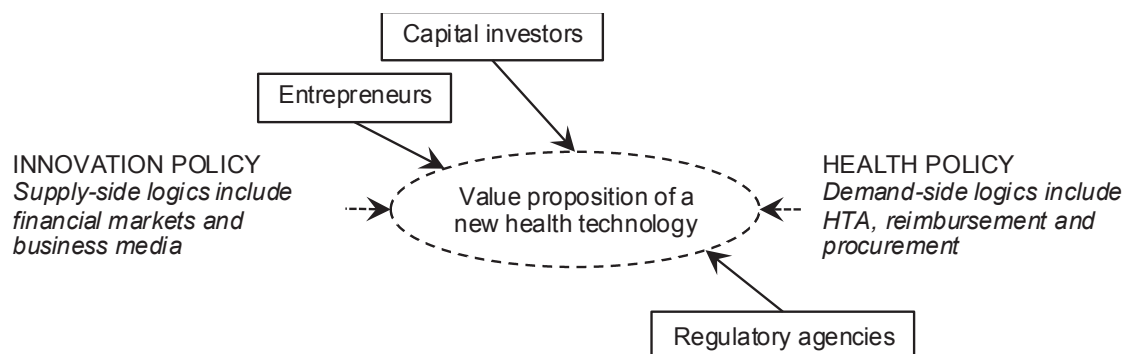 Capital investors
Entrepreneurs
INNOVATION POLICY
Supply-side logics include
financial markets and
business media
Value proposition of a
new health technology
HEALTH POLICY
Demand-side logics include
HTA, reimbursement and
procurement
Regulatory agencies